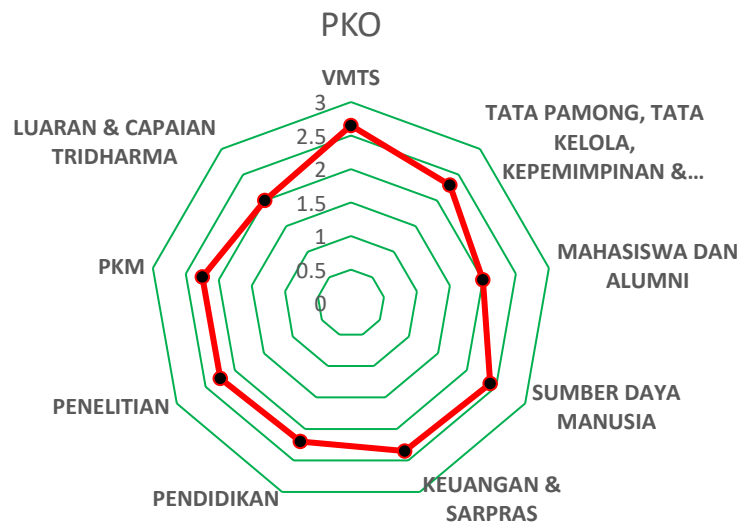 PKO
VMTS
TATA PAMONG, TATA
KELOLA,
KEPEMIMPINAN &...
MAHASISWA DAN
ALUMNI
SUMBER DAYA
MANUSIA
KEUANGAN &
SARPRAS
PENDIDIKAN
PENELITIAN
PKM
LUARAN & CAPAIAN
TRIDHARMA
3
2.5
2
1.5
1
0.5
0